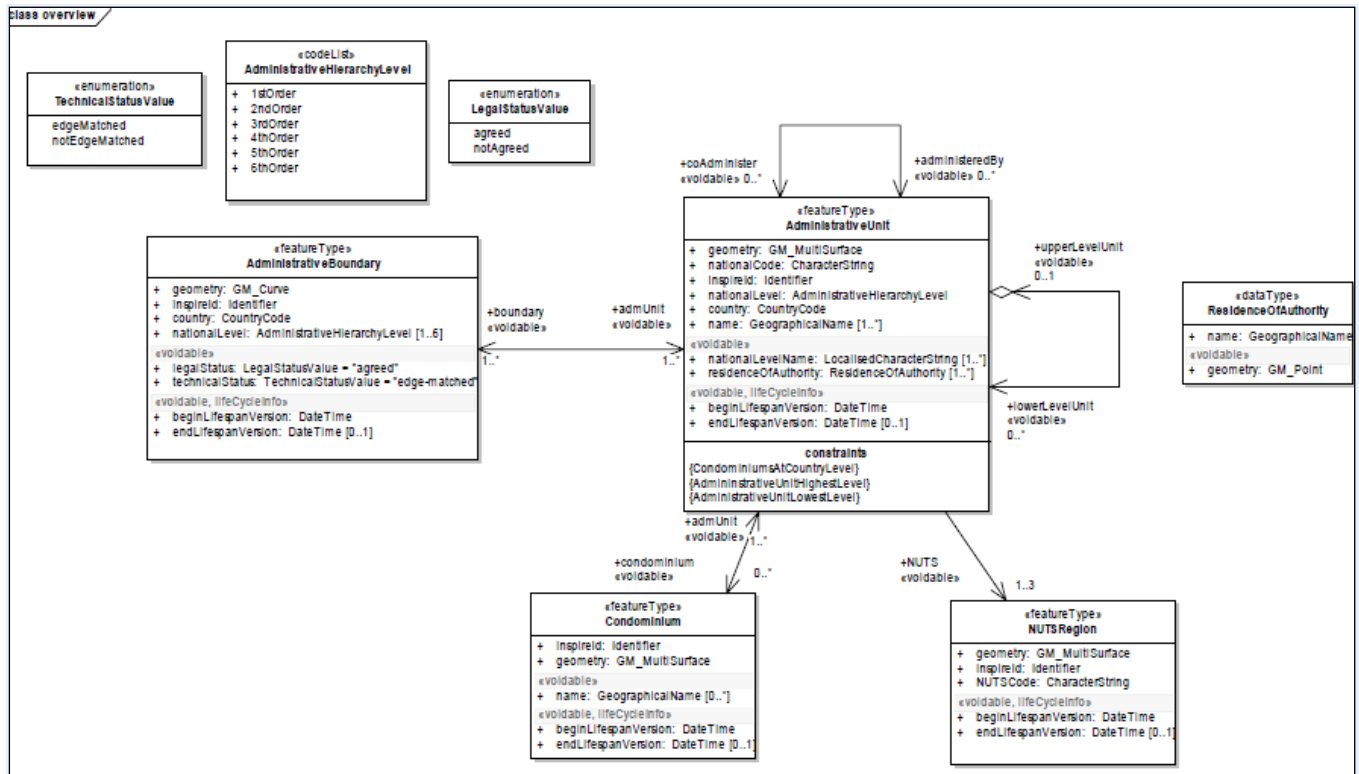 class overview
«enumeration»
TechnicalStatusValue
edgeMatched
notEdgeMatched
«codeList»
AdministrativeHierarchyLevel
+ 1stOrder
+ 2ndOrder
+ 3rdOrder
+ 4thOrder
+ 5thOrder
+ 6thOrder
«enumeration»
LegalStatusValue
agreed
notAgreed
+coAdminister
«voidable» 0..*
+administeredBy
«voidable» 0..*
«featureType»
AdministrativeBoundary
+ geometry: GM_Curve
+ inspireId: Identifier
+ country: CountryCode
+ nationalLevel: AdministrativeHierarchyLevel [1..6]
«voidable»
+ legalStatus: LegalStatusValue = "agreed"
+ technicalStatus: TechnicalStatusValue = "edge-matched"
«voidable, lifeCycleInfo»
+ beginLifespanVersion: DateTime
+ endLifespanVersion: DateTime [0..1]
+boundary
«voidable»
1..*
+admUnit
«voidable»
1..*
«featureType»
AdministrativeUnit
+ geometry: GM_MultiSurface
+ nationalCode: CharacterString
+ inspireId: Identifier
+ nationalLevel: AdministrativeHierarchyLevel
+ country: CountryCode
+ name: GeographicalName [1..*]
«voidable»
+ nationalLevelName: LocalisedCharacterString [1..*]
+ residenceOfAuthority: ResidenceOfAuthority [1..*]
«voidable, lifeCycleInfo»
+ beginLifespanVersion: DateTime
+ endLifespanVersion: DateTime [0..1]
constraints
{CondominiumsAtCountryLevel}
{AdmininstrativeUnitHighestLevel}
{AdministrativeUnitLowestLevel}
+upperLevelUnit
«voidable»
0..1
+lowerLevelUnit
«voidable»
0..*
«dataType»
ResidenceOfAuthority
+ name: GeographicalName
«voidable»
+ geometry: GM_Point
+admUnit
«voidable»
1..*
+condominium
«voidable»
0..*
+NUTS
«voidable»
1..3
«featureType»
Condominium
+ inspireId: Identifier
+ geometry: GM_MultiSurface
«voidable»
+ name: GeographicalName [0..*]
«voidable, lifeCycleInfo»
+ beginLifespanVersion: DateTime
+ endLifespanVersion: DateTime [0..1]
«featureType»
NUTSRegion
+ geometry: GM_MultiSurface
+ inspireId: Identifier
+ NUTSCode: CharacterString
«voidable, lifeCycleInfo»
+ beginLifespanVersion: DateTime
+ endLifespanVersion: DateTime [0..1]